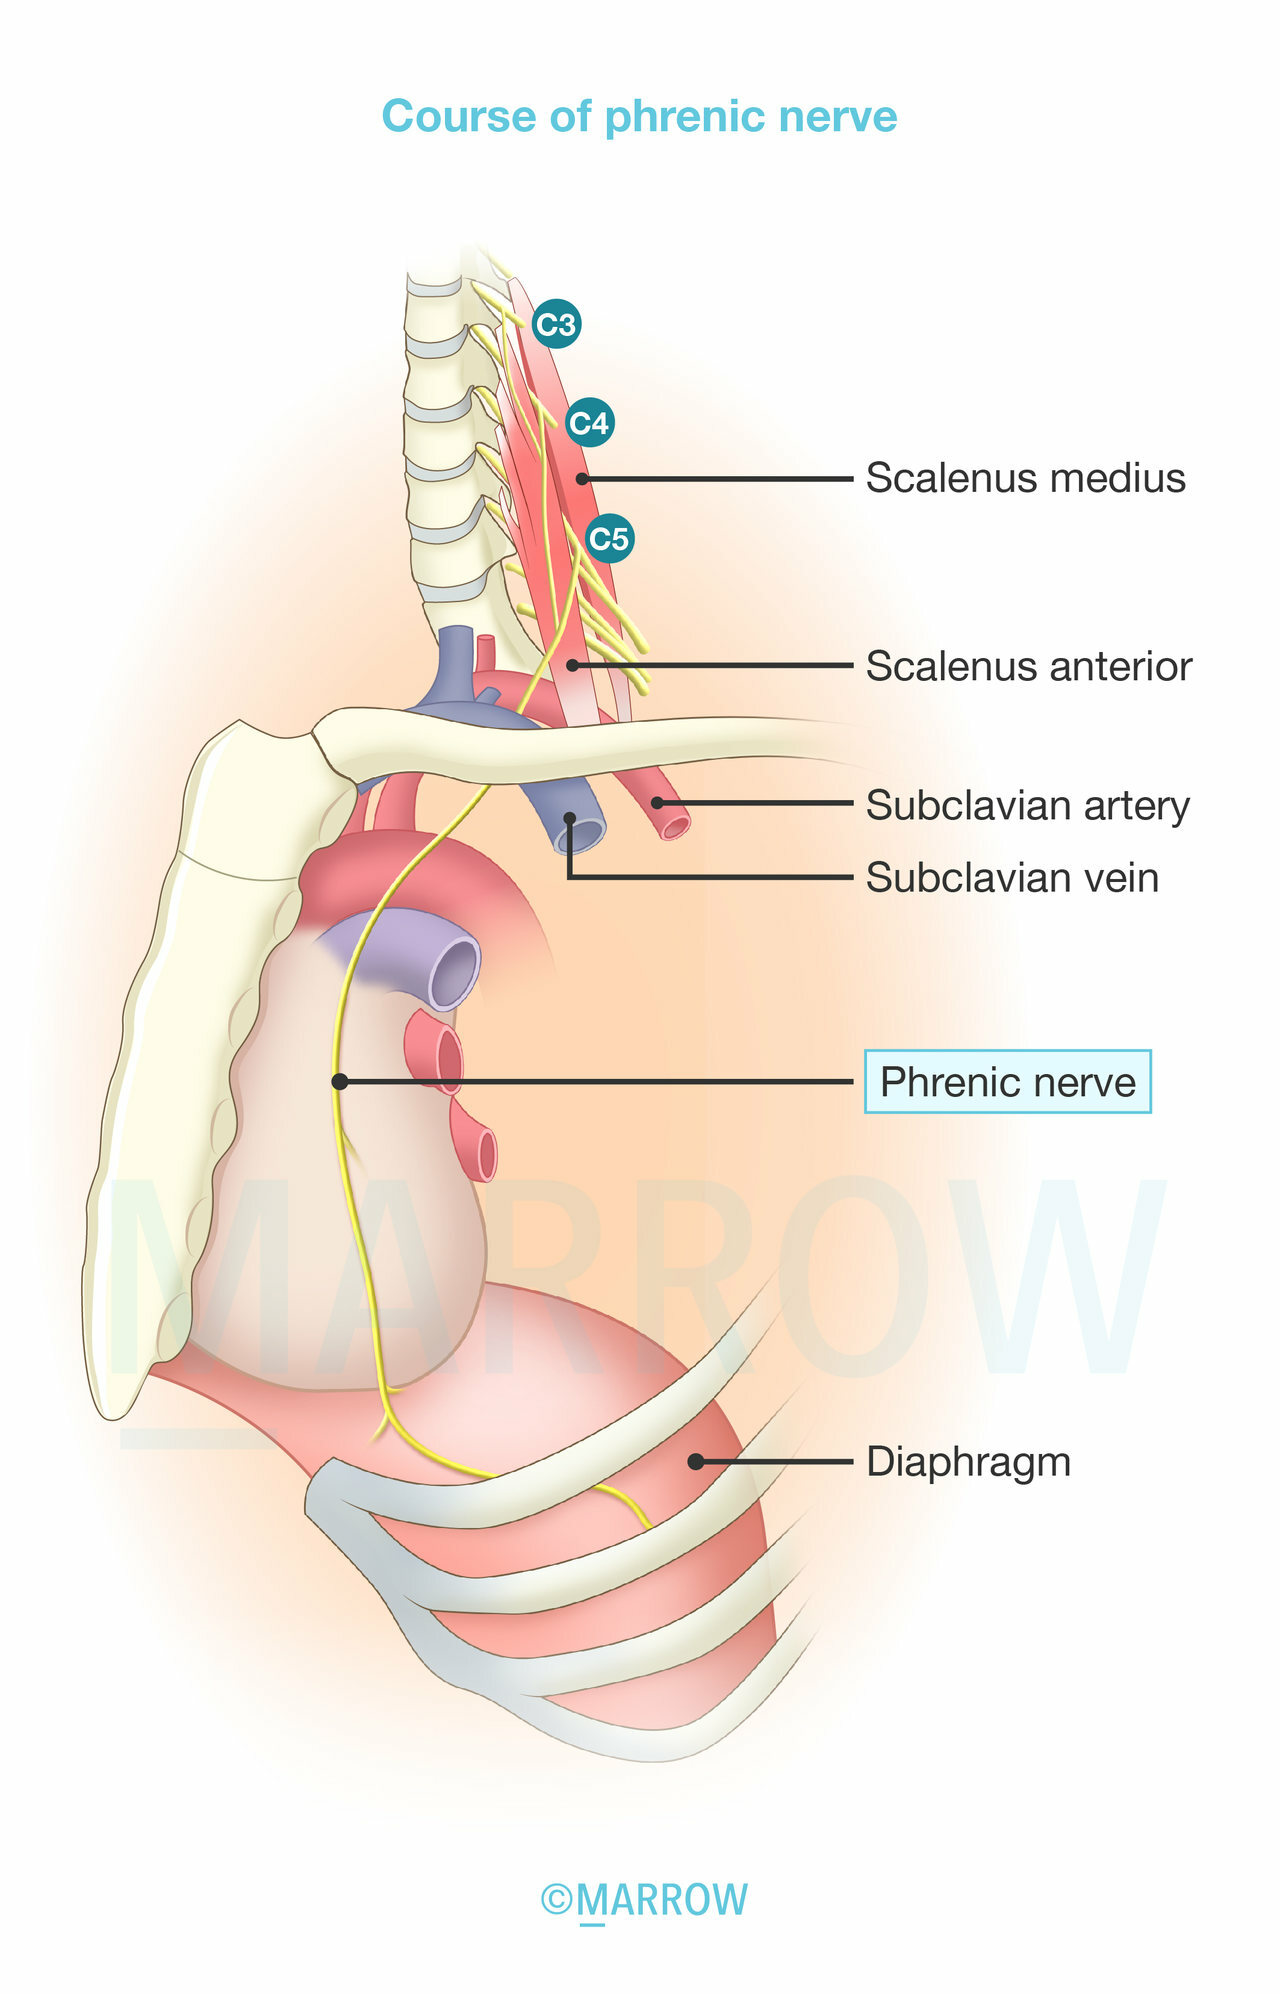 Course of phrenic nerve
C3
C4
Scalenus medius
C5
Scalenus anterior
Subclavian artery
Subclavian vein
Phrenic nerve
MARROW
Diaphragm
©MARROW